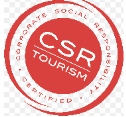 CORPORATE SOCIAL RESPONSIBILITY
CSR
TOURISM
• CERTIFIED •